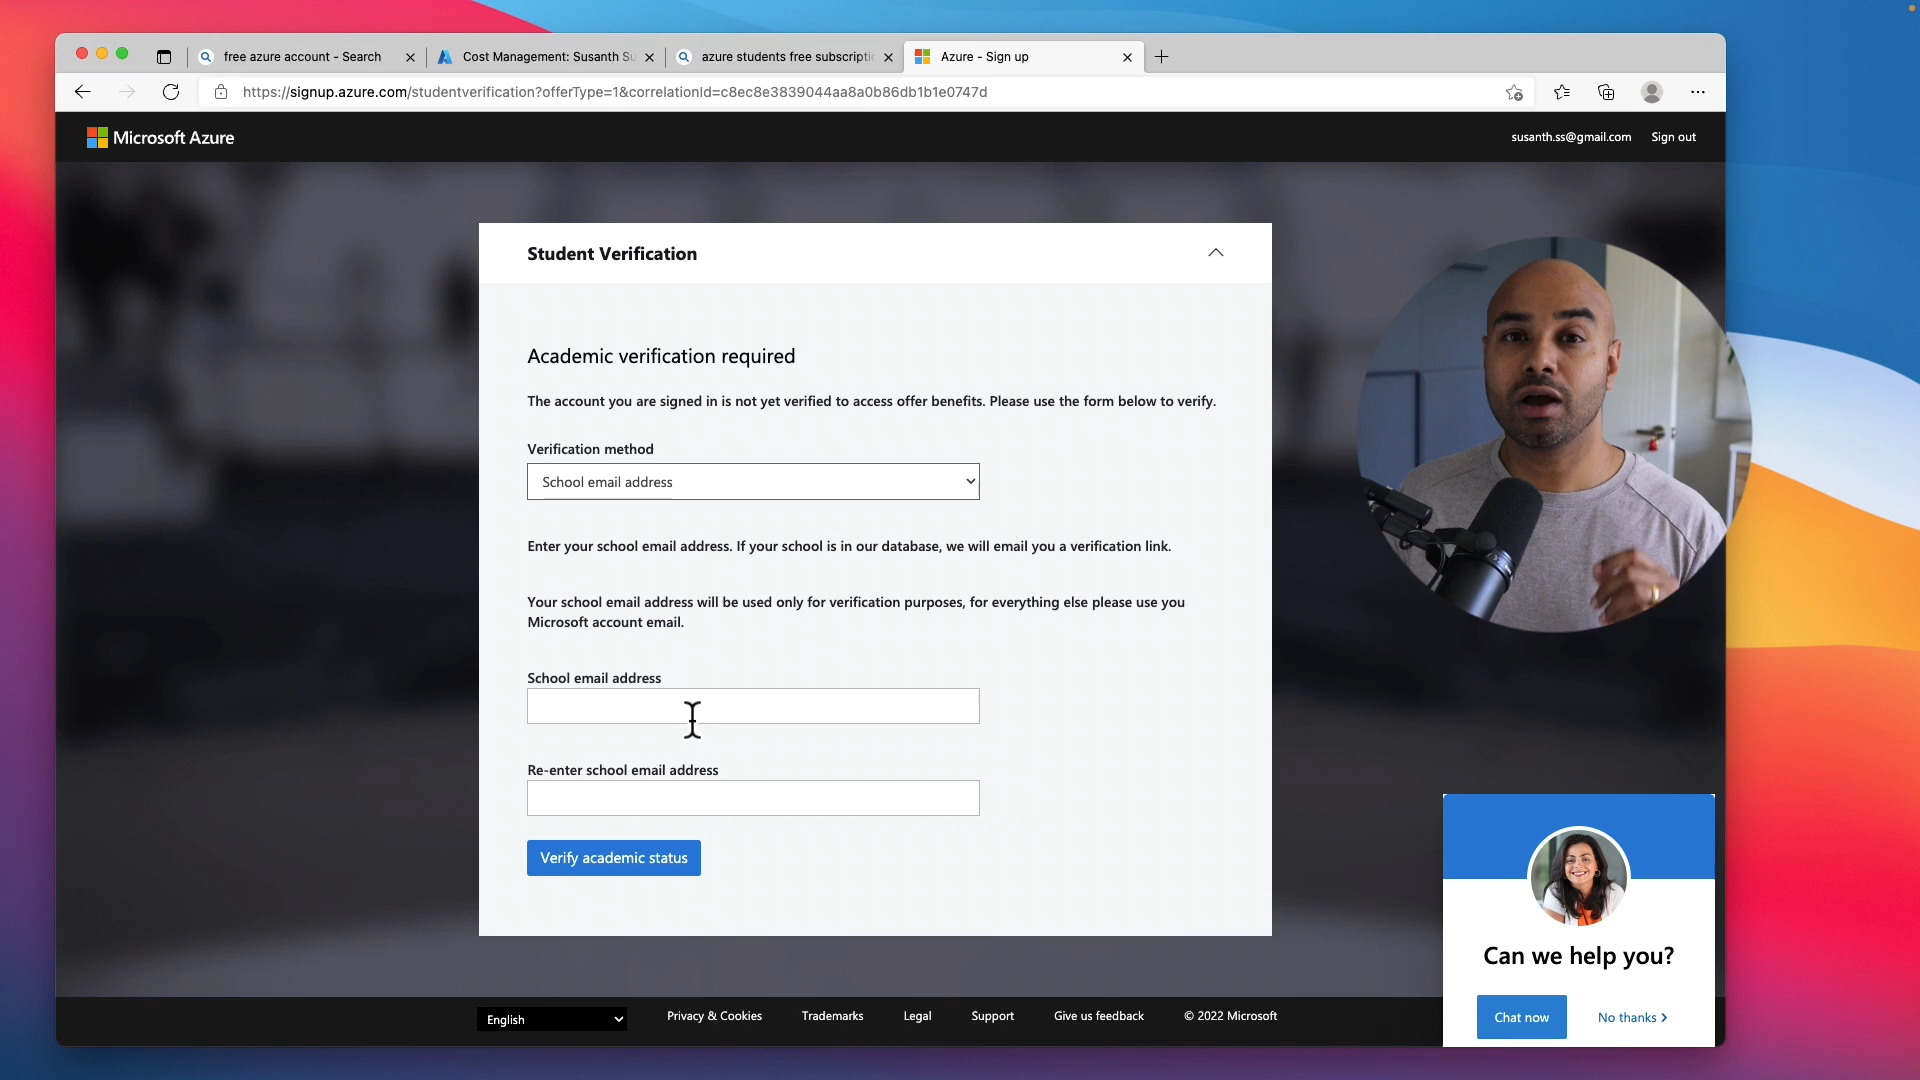 free azure account - Search
Cost Management: Susanth Su
azure students free subscriptic
Azure - Sign up
https://signup.azure.com/studentverification?offerType=1&correlationId=c8ec8e3839044aa8a0b86db1b1e0747d
Microsoft Azure
susanth.ss@gmail.com Sign out
Student Verification
Academic verification required
The account you are signed in is not yet verified to access offer benefits. Please use the form below to verify.
Verification method
School email address
Enter your school email address. If your school is in our database, we will email you a verification link.
Your school email address will be used only for verification purposes, for everything else please use you
Microsoft account email.
School email address
Re-enter school email address
Verify academic status
Can we help you?
Chat now
No thanks
English
Privacy & Cookies
Trademarks
Legal
Support
Give us feedback
© 2022 Microsoft